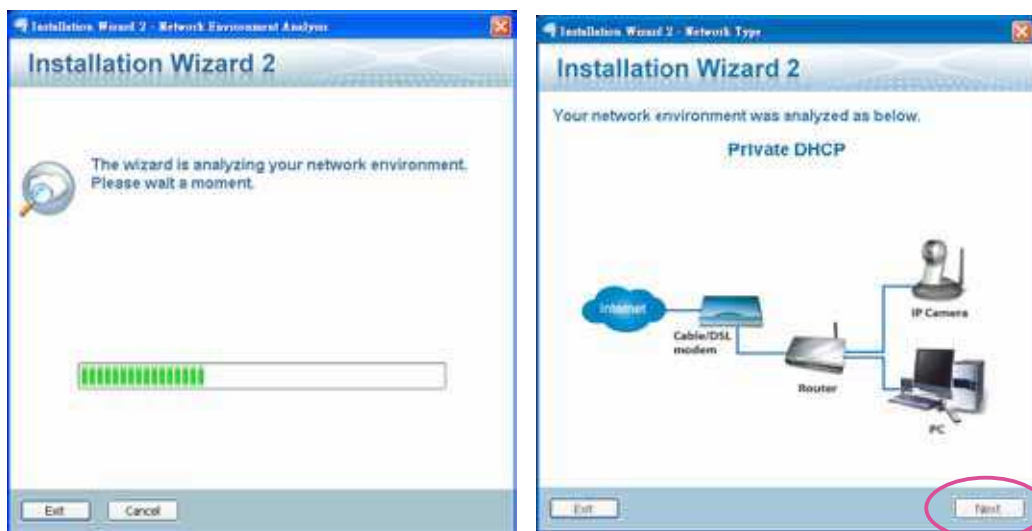 Installation Wizard 2 - Network Environment Analysis
Installation Wizard 2
The wizard is analyzing your network environment.
Please wait a moment.
Exit
Cancel
Installation Wizard 2 - Network Type
Installation Wizard 2
Your network environment was analyzed as below.
Private DHCP
Internet
Cable/DSL
modem
Router
IP Camera
PC
Exit
Next